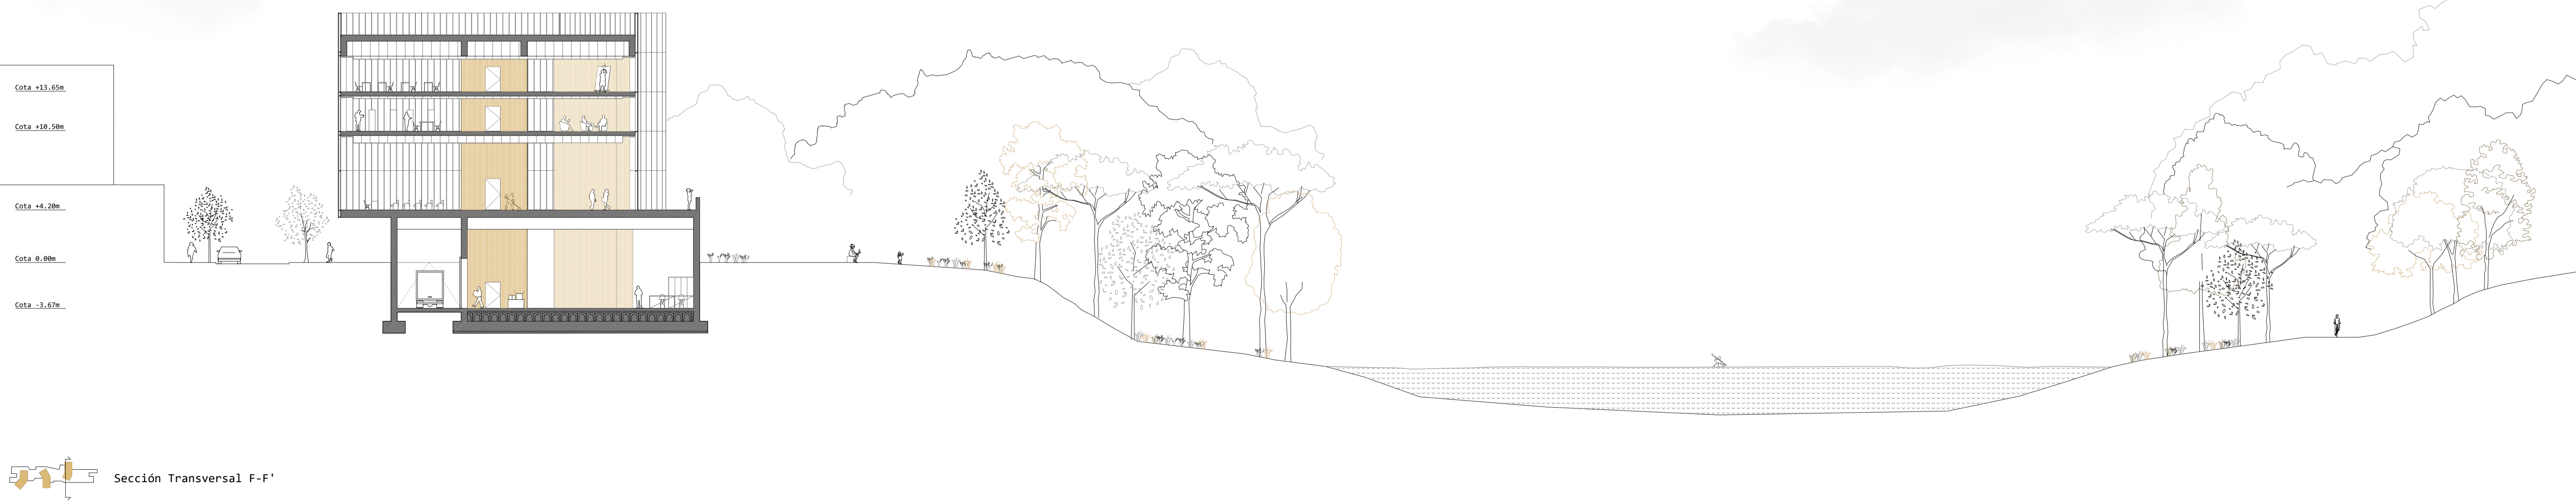 Cota +13.65m
Cota +10.50m
Cota +4.20m
Cota 0.00m
Cota -3.67m
Sección Transversal F-F'